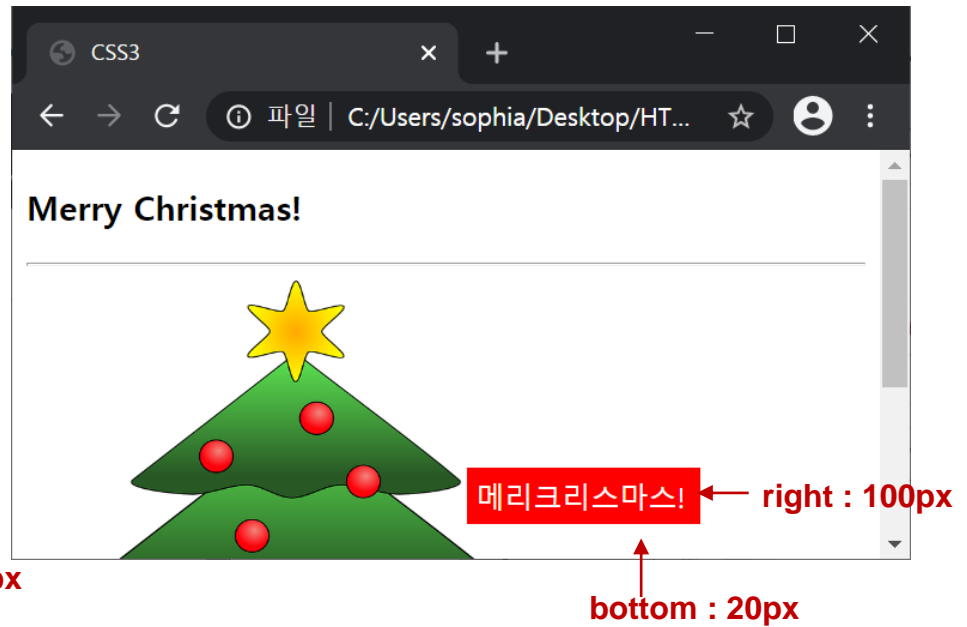 CSS3
파일 C:/Users/sophia/Desktop/HT...
Merry Christmas!
메리크리스마스!
right : 100px
px
bottom : 20px